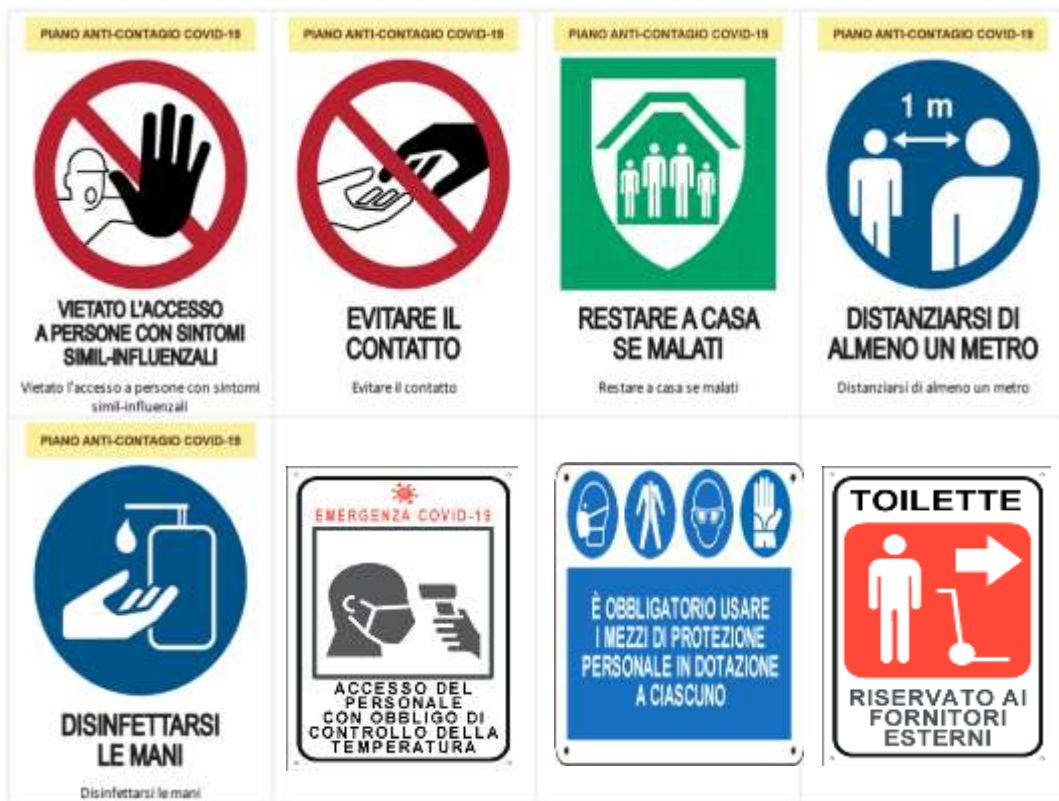 PIANO ANTI-CONTAGIO COVID-19
VIETATO L'ACCESSO
A PERSONE CON SINTOMI
SIMIL-INFLUENZALI
Vietato l'accesso a persone con sintomi
simil-influenzali
PIANO ANTI-CONTAGIO COVID-19
EVITARE IL
CONTATTO
Evitare il contatto
PIANO ANTI-CONTAGIO COVID-19
RESTARE A CASA
SE MALATI
Restare a casa se malati
PIANO ANTI-CONTAGIO COVID-19
1 m
DISTANZIARSI DI
ALMENO UN METRO
Distanziarsi di almeno un metro
PIANO ANTI-CONTAGIO COVID-19
DISINFETTARSI
LE MANI
Disinfettarsi le mani
EMERGENZA COVID-19
ACCESSO DEL
PERSONALE
CON OBBLIGO DI
CONTROLLO DELLA
TEMPERATURA
È OBBLIGATORIO USARE
I MEZZI DI PROTEZIONE
PERSONALE IN DOTAZIONE
A CIASCUNO
TOILETTE
RISERVATO AI
FORNITORI
ESTERNI